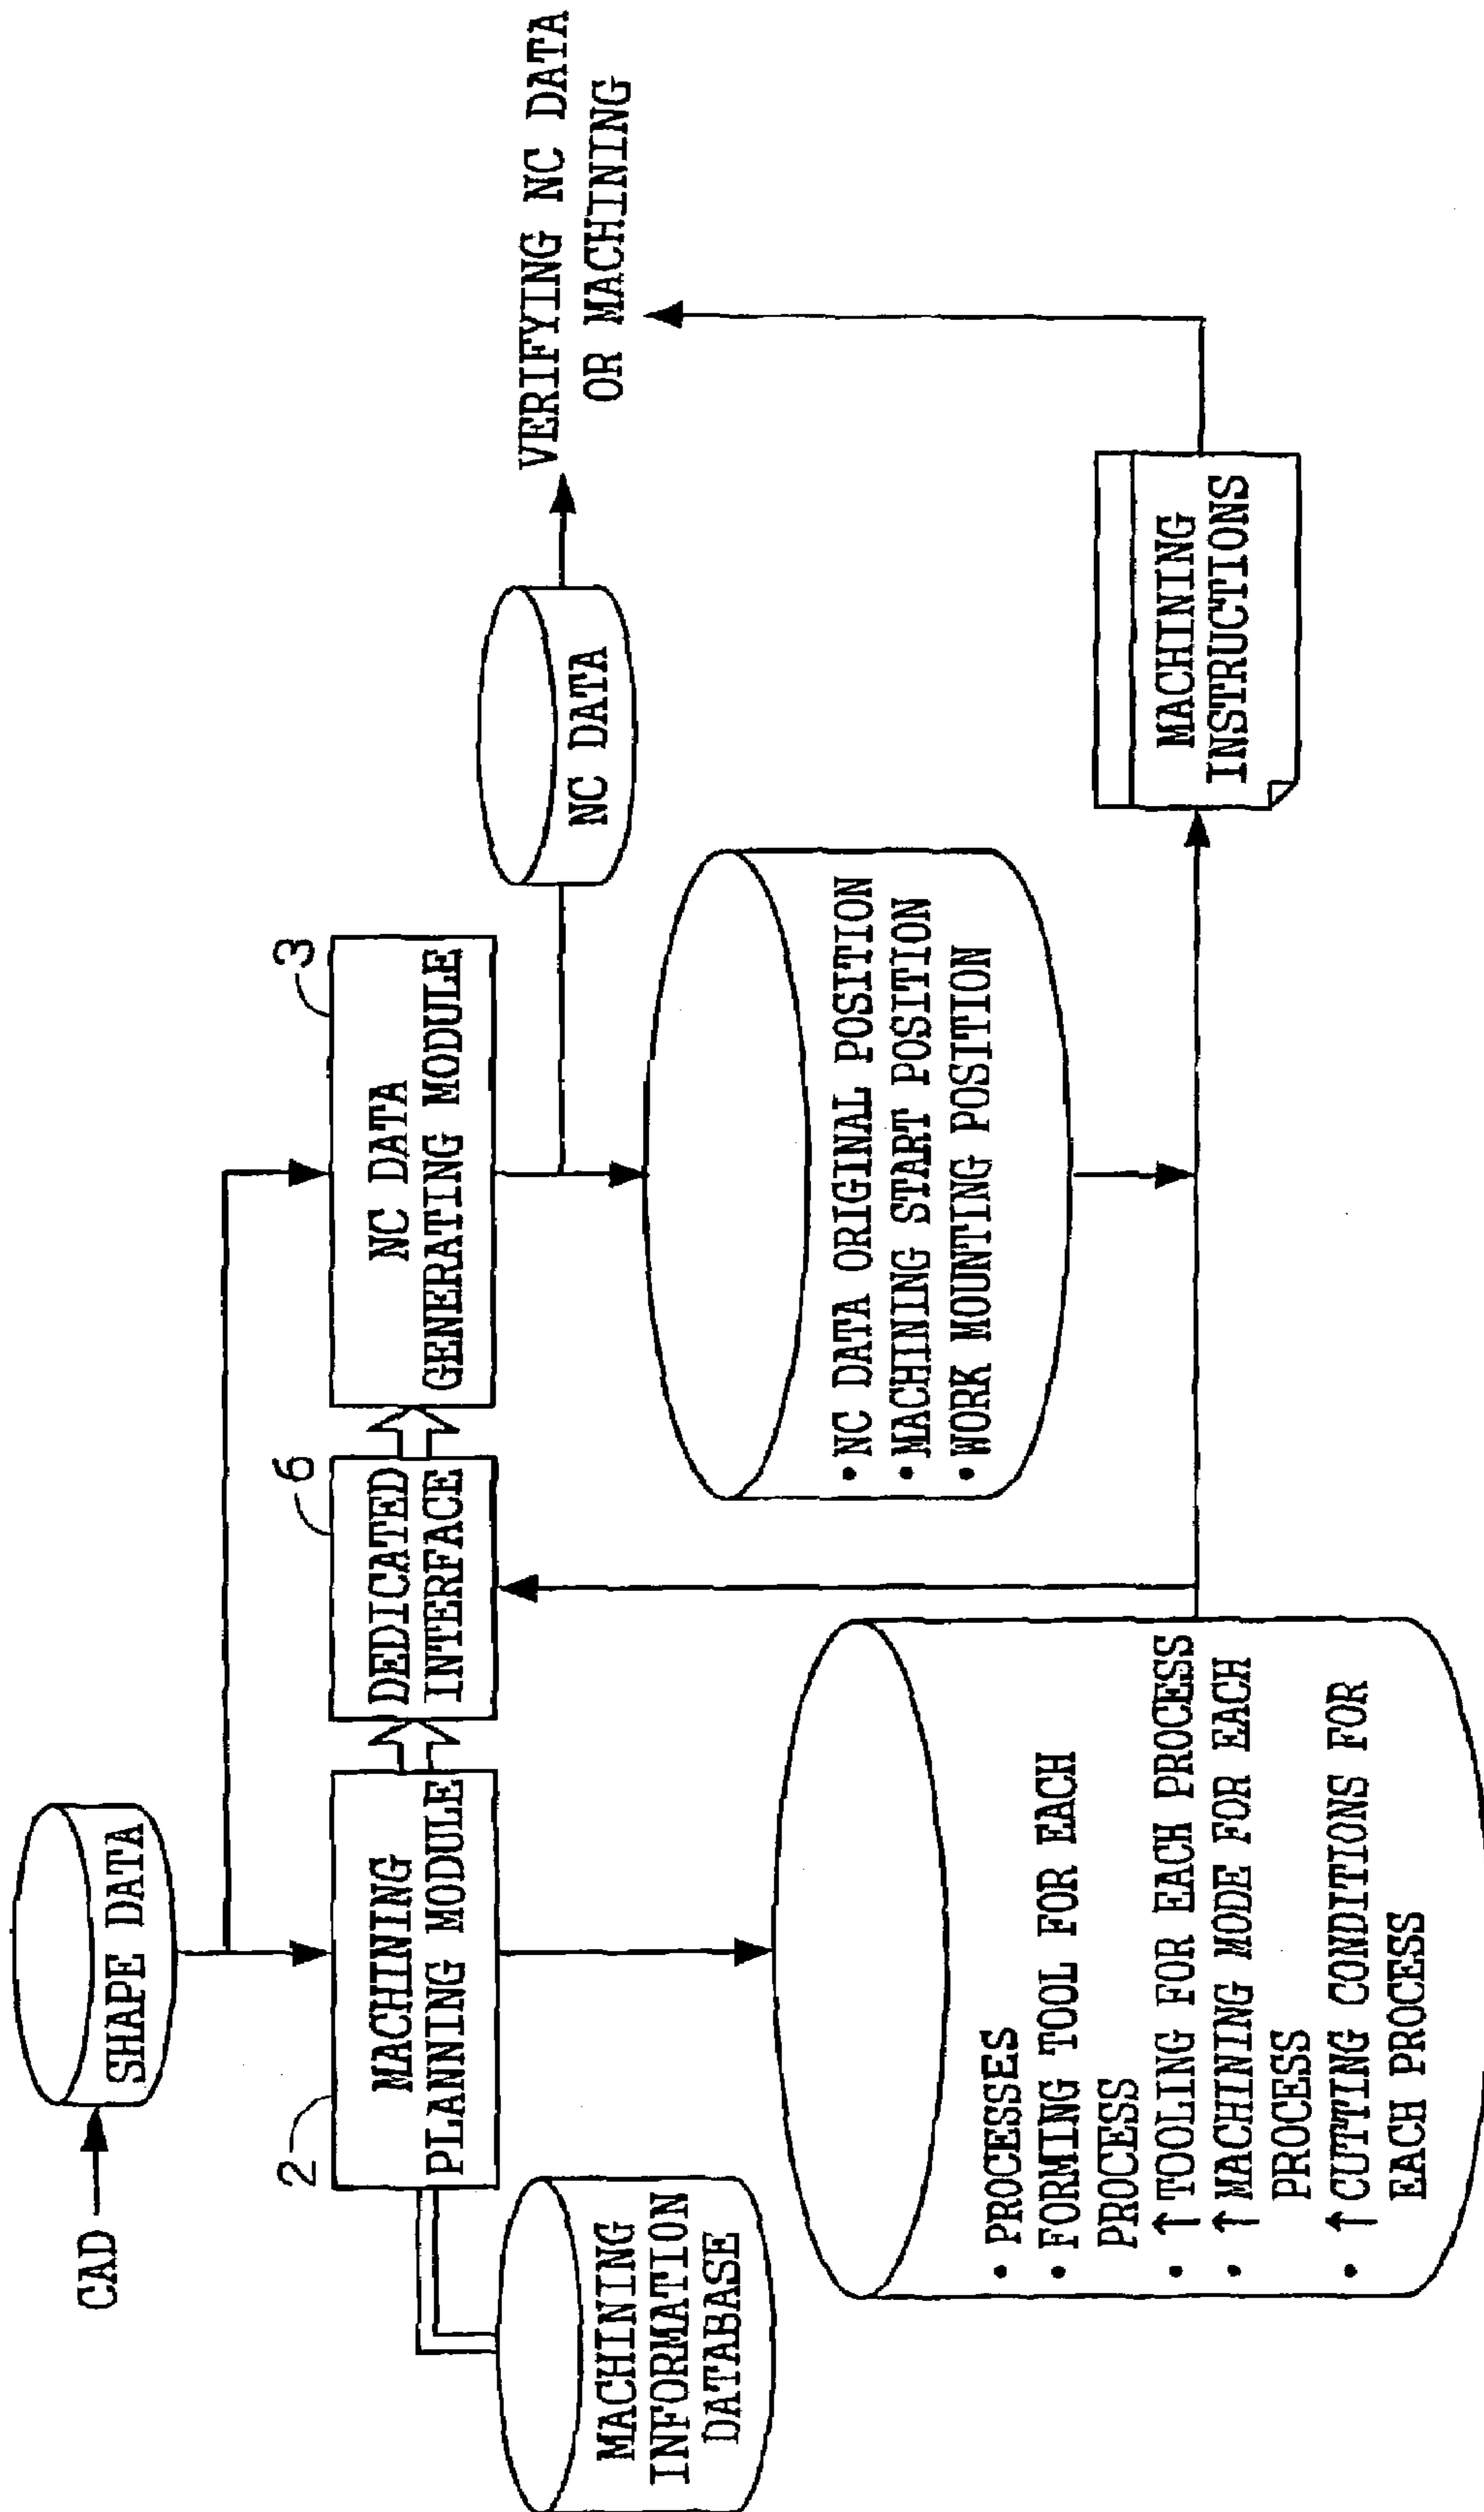 CAD
SHAPE DATA
2
MACHINING
PLANNING MODULE
6
DEDICATED
INTERFACE
3
NC DATA
GENERATING MODULE
MACHINING
INFORMATION
DATABASE
NC DATA
VERIFYING NC DATA
OR MACHINING
• PROCESSES
• FORMING TOOL FOR EACH
PROCESS
• ↑TOOLING FOR EACH PROCESS
• ↑MACHINING MODE FOR EACH
PROCESS
• ↑CUTTING CONDITIONS FOR
EACH PROCESS
• NC DATA ORIGINAL POSITION
• MACHINING START POSITION
• WORK MOUNTING POSITION
MACHINING
INSTRUCTIONS